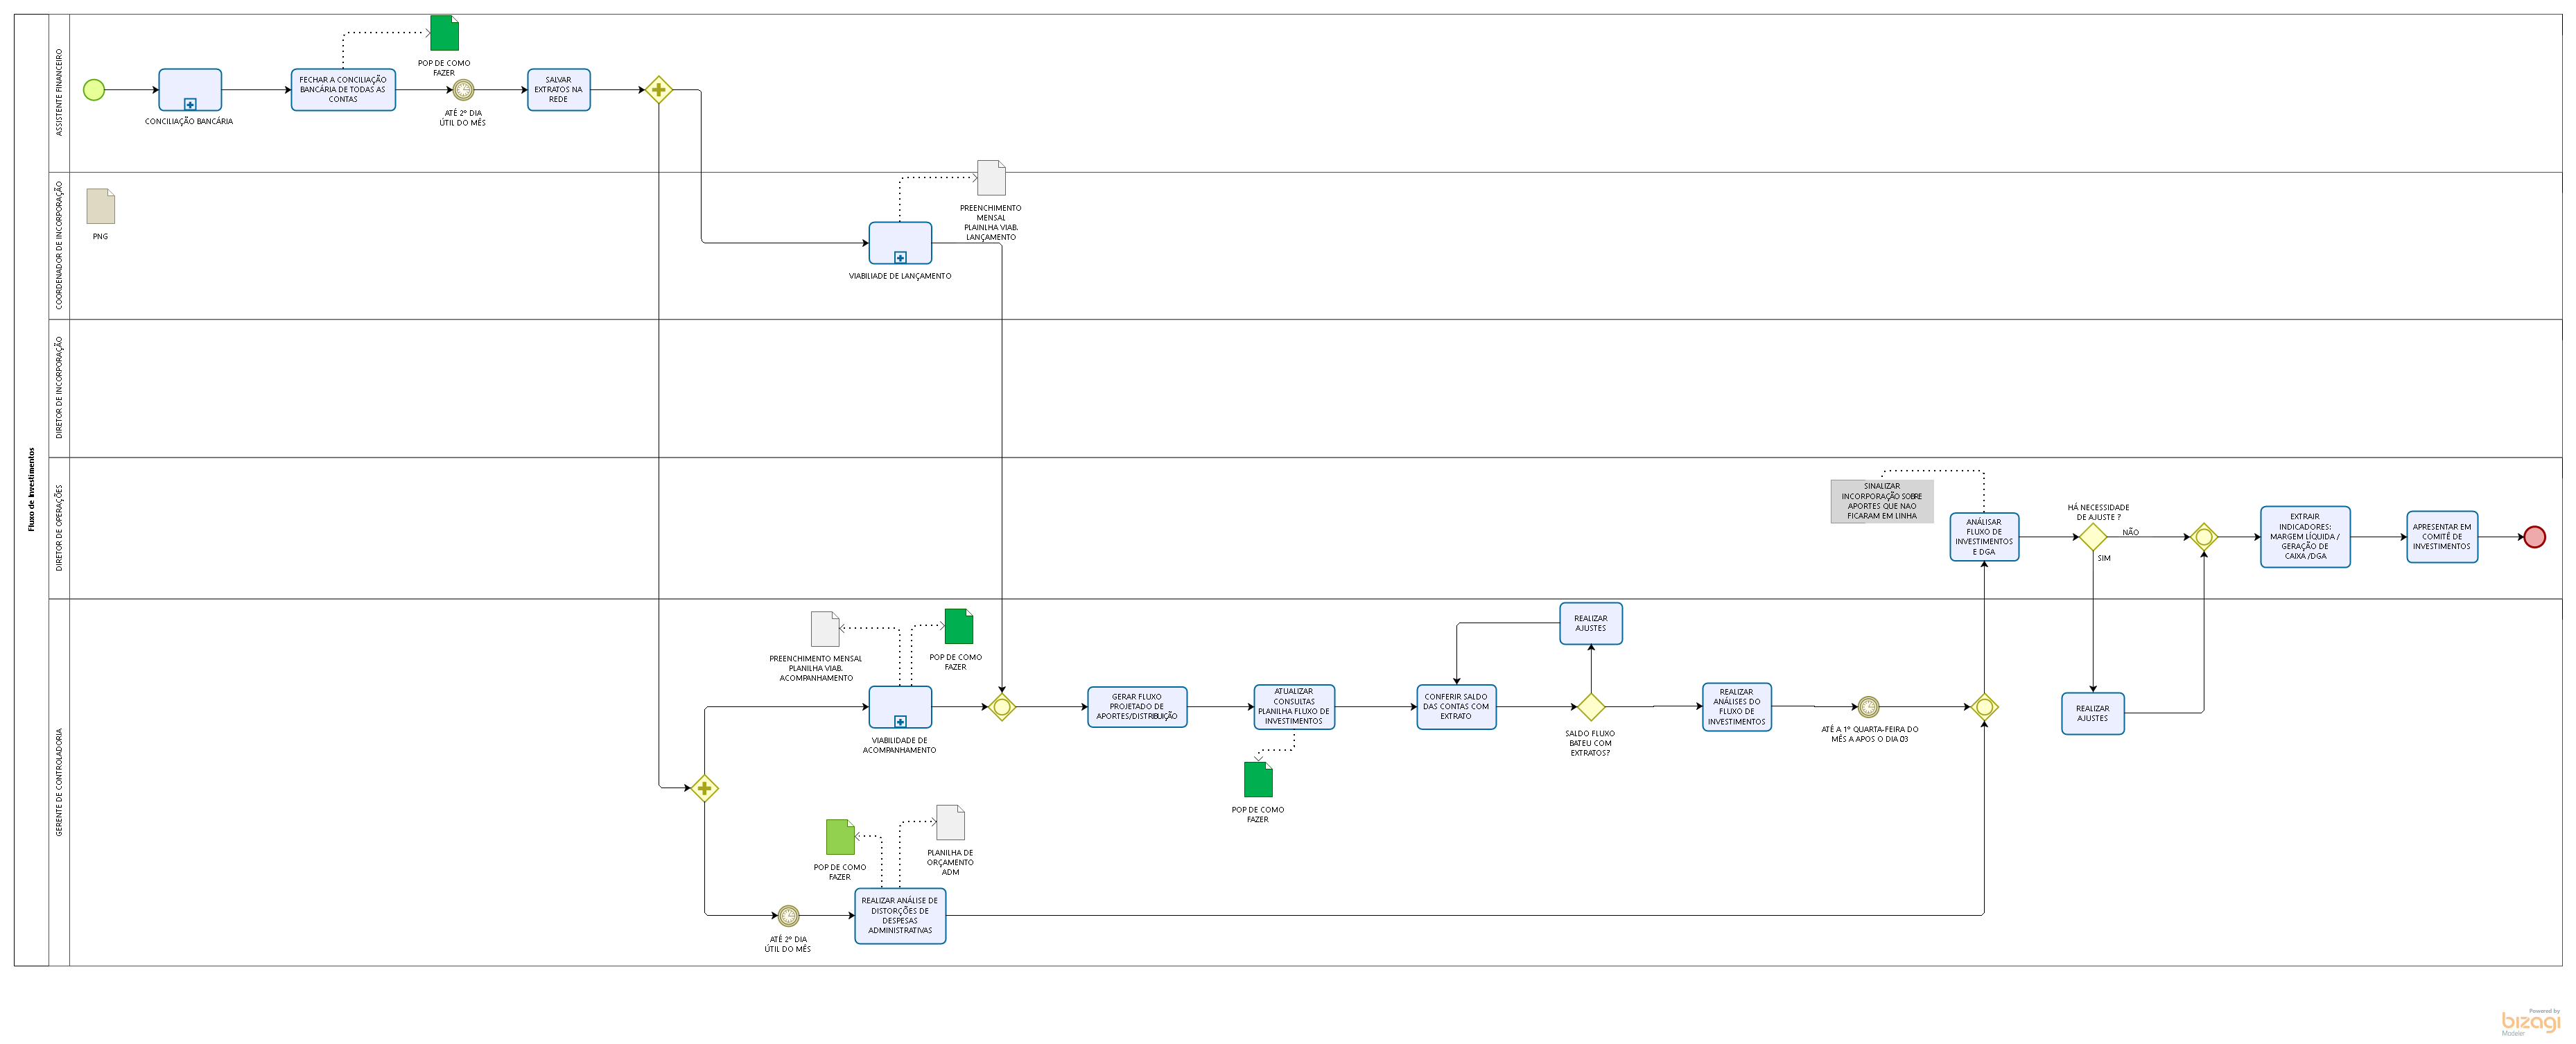 Fluxo de Investimentos
ASSISTENTE FINANCEIRO
CONCILIAÇÃO BANCÁRIA
FECHAR A CONCILIAÇÃO
BANCÁRIA DE TODAS AS
CONTAS
POP DE COMO
FAZER
ATÉ 2º DIA
ÚTIL DO MÊS
SALVAR
EXTRATOS NA
REDE
COORDENADOR DE INCORPORAÇÃO
PNG
VIABILIADE DE LANÇAMENTO
PREENCHIMENTO
MENSAL
PLAINLHA VIAB.
LANÇAMENTO
DIRETOR DE INCORPORAÇÃO
DIRETOR DE OPERAÇÕES
SINALIZAR
INCORPORAÇÃO SOBRE
APORTES QUE NAO
FICARAM EM LINHA
ANÁLISAR
FLUXO DE
INVESTIMENTOS
E DGA
HÁ NECESSIDADE
DE AJUSTE ?
NÃO
SIM
EXTRAIR
INDICADORES:
MARGEM LÍQUIDA /
GERAÇÃO DE
CAIXA /DGA
APRESENTAR EM
COMITÊ DE
INVESTIMENTOS
GERENTE DE CONTROLADORIA
PREENCHIMENTO MENSAL
PLANILHA VIAB.
ACOMPANHAMENTO
POP DE COMO
FAZER
VIABILIDADE DE
ACOMPANHAMENTO
GERAR FLUXO
PROJETADO DE
APORTES/DISTRIBUIÇÃO
ATUALIZAR
CONSULTAS
PLANILHA FLUXO DE
INVESTIMENTOS
POP DE COMO
FAZER
CONFERIR SALDO
DAS CONTAS COM
EXTRATO
REALIZAR
AJUSTES
SALDO FLUXO
BATEU COM
EXTRATOS?
REALIZAR
ANÁLISES DO
FLUXO DE
INVESTIMENTOS
ATÉ A 1º QUARTA-FEIRA DO
MÊS A APOS O DIA 03
REALIZAR
AJUSTES
POP DE COMO
FAZER
PLANILHA DE
ORÇAMENTO
ADM
ATÉ 2º DIA
ÚTIL DO MÊS
REALIZAR ANÁLISE DE
DISTORÇÕES DE
DESPESAS
ADMINISTRATIVAS
Powered by
bizagi
Modeler